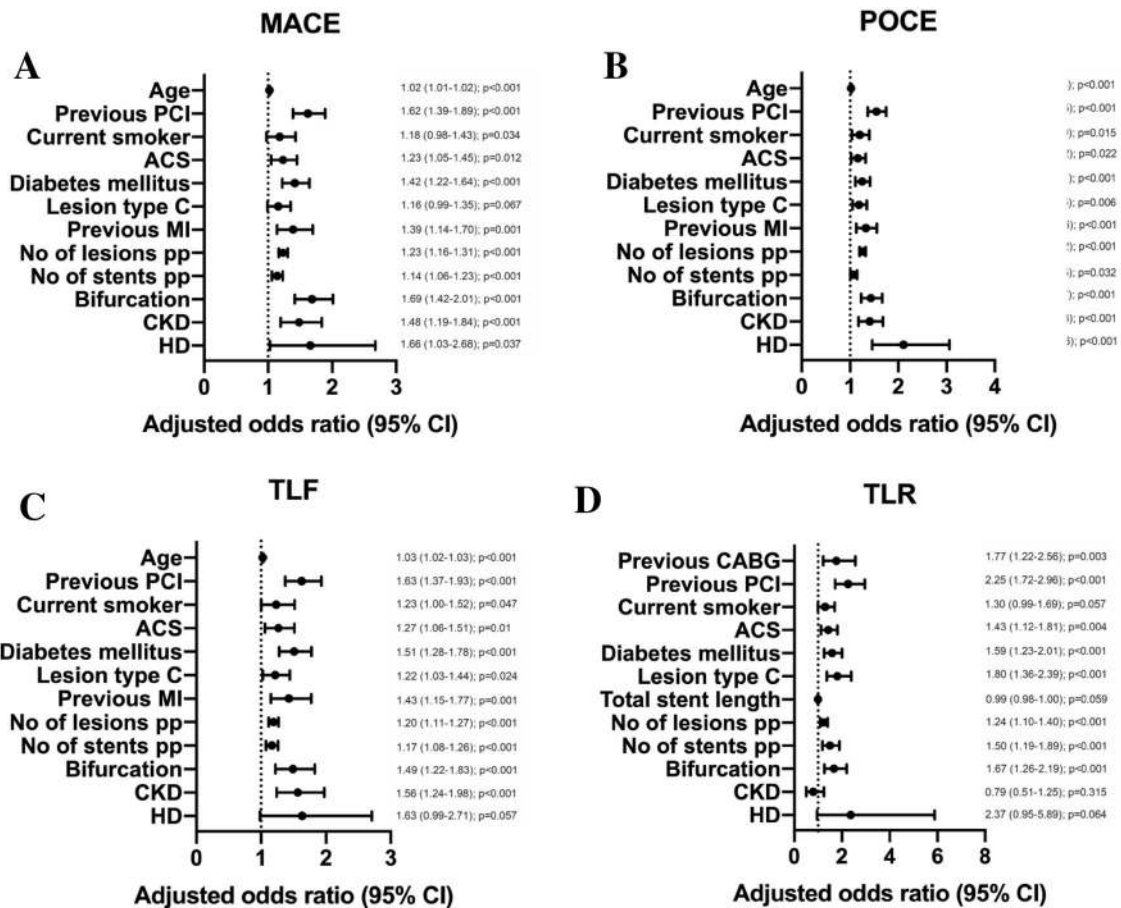 MACE
A
Age 1.02 (1.01-1.02); p<0.001
Previous PCI 1.62 (1.39-1.89); p<0.001
Current smoker 1.18 (0.98-1.43); p=0.034
ACS 1.23 (1.05-1.45); p=0.012
Diabetes mellitus 1.42 (1.22-1.64); p<0.001
Lesion type C 1.16 (0.99-1.35); p=0.067
Previous MI 1.39 (1.14-1.70); p=0.001
No of lesions pp 1.23 (1.16-1.31); p<0.001
No of stents pp 1.14 (1.06-1.23); p<0.001
Bifurcation 1.69 (1.42-2.01); p<0.001
CKD 1.48 (1.19-1.84); p<0.001
HD 1.66 (1.03-2.68); p=0.037
0 1 2 3
Adjusted odds ratio (95% CI)
POCE
B
Age ); p<0.001
Previous PCI ); p<0.001
Current smoker ); p=0.015
ACS ); p=0.022
Diabetes mellitus ); p<0.001
Lesion type C ); p=0.006
Previous MI ); p<0.001
No of lesions pp ); p<0.001
No of stents pp ); p=0.032
Bifurcation ); p<0.001
CKD ); p<0.001
HD ); p<0.001
0 1 2 3 4
Adjusted odds ratio (95% CI)
TLF
C
Age 1.03 (1.02-1.03); p<0.001
Previous PCI 1.63 (1.37-1.93); p<0.001
Current smoker 1.23 (1.00-1.52); p=0.047
ACS 1.27 (1.06-1.51); p=0.01
Diabetes mellitus 1.51 (1.28-1.78); p<0.001
Lesion type C 1.22 (1.03-1.44); p=0.024
Previous MI 1.43 (1.15-1.77); p=0.001
No of lesions pp 1.20 (1.11-1.27); p<0.001
No of stents pp 1.17 (1.08-1.26); p<0.001
Bifurcation 1.49 (1.22-1.83); p<0.001
CKD 1.56 (1.24-1.98); p<0.001
HD 1.63 (0.99-2.71); p=0.057
0 1 2 3
Adjusted odds ratio (95% CI)
TLR
D
Previous CABG 1.77 (1.22-2.56); p=0.003
Previous PCI 2.25 (1.72-2.96); p<0.001
Current smoker 1.30 (0.99-1.69); p=0.057
ACS 1.43 (1.12-1.81); p=0.004
Diabetes mellitus 1.59 (1.23-2.01); p<0.001
Lesion type C 1.80 (1.36-2.39); p<0.001
Total stent length 0.99 (0.98-1.00); p=0.059
No of lesions pp 1.24 (1.10-1.40); p<0.001
No of stents pp 1.50 (1.19-1.89); p<0.001
Bifurcation 1.67 (1.26-2.19); p<0.001
CKD 0.79 (0.51-1.25); p=0.315
HD 2.37 (0.95-5.89); p=0.064
0 2 4 6 8
Adjusted odds ratio (95% CI)